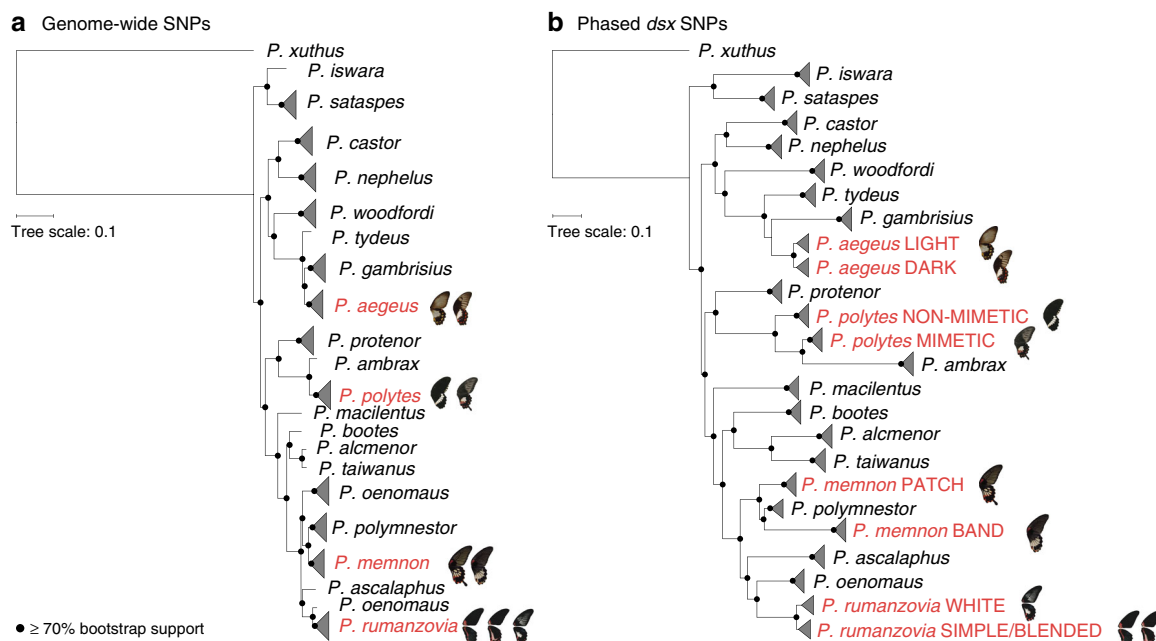 a Genome-wide SNPs
P. xuthus
P. iswara
P. sataspes
P. castor
P. nephelus
P. woodfordi
P. tydeus
P. gambrisius
P. aegeus
P. protenor
P. ambrax
P. polytes
P. macilentus
P. bootes
P. alcmenor
P. taiwanus
P. oenomaus
P. polymnestor
P. memnon
P. ascalaphus
P. oenomaus
P. rumanzovia
Tree scale: 0.1
● ≥ 70% bootstrap support
b Phased dsx SNPs
P. xuthus
P. iswara
P. sataspes
P. castor
P. nephelus
P. woodfordi
P. tydeus
P. gambrisius
P. aegeus LIGHT
P. aegeus DARK
P. protenor
P. polytes NON-MIMETIC
P. polytes MIMETIC
P. ambrax
P. macilentus
P. bootes
P. alcmenor
P. taiwanus
P. memnon PATCH
P. polymnestor
P. memnon BAND
P. ascalaphus
P. oenomaus
P. rumanzovia WHITE
P. rumanzovia SIMPLE/BLENDED
Tree scale: 0.1